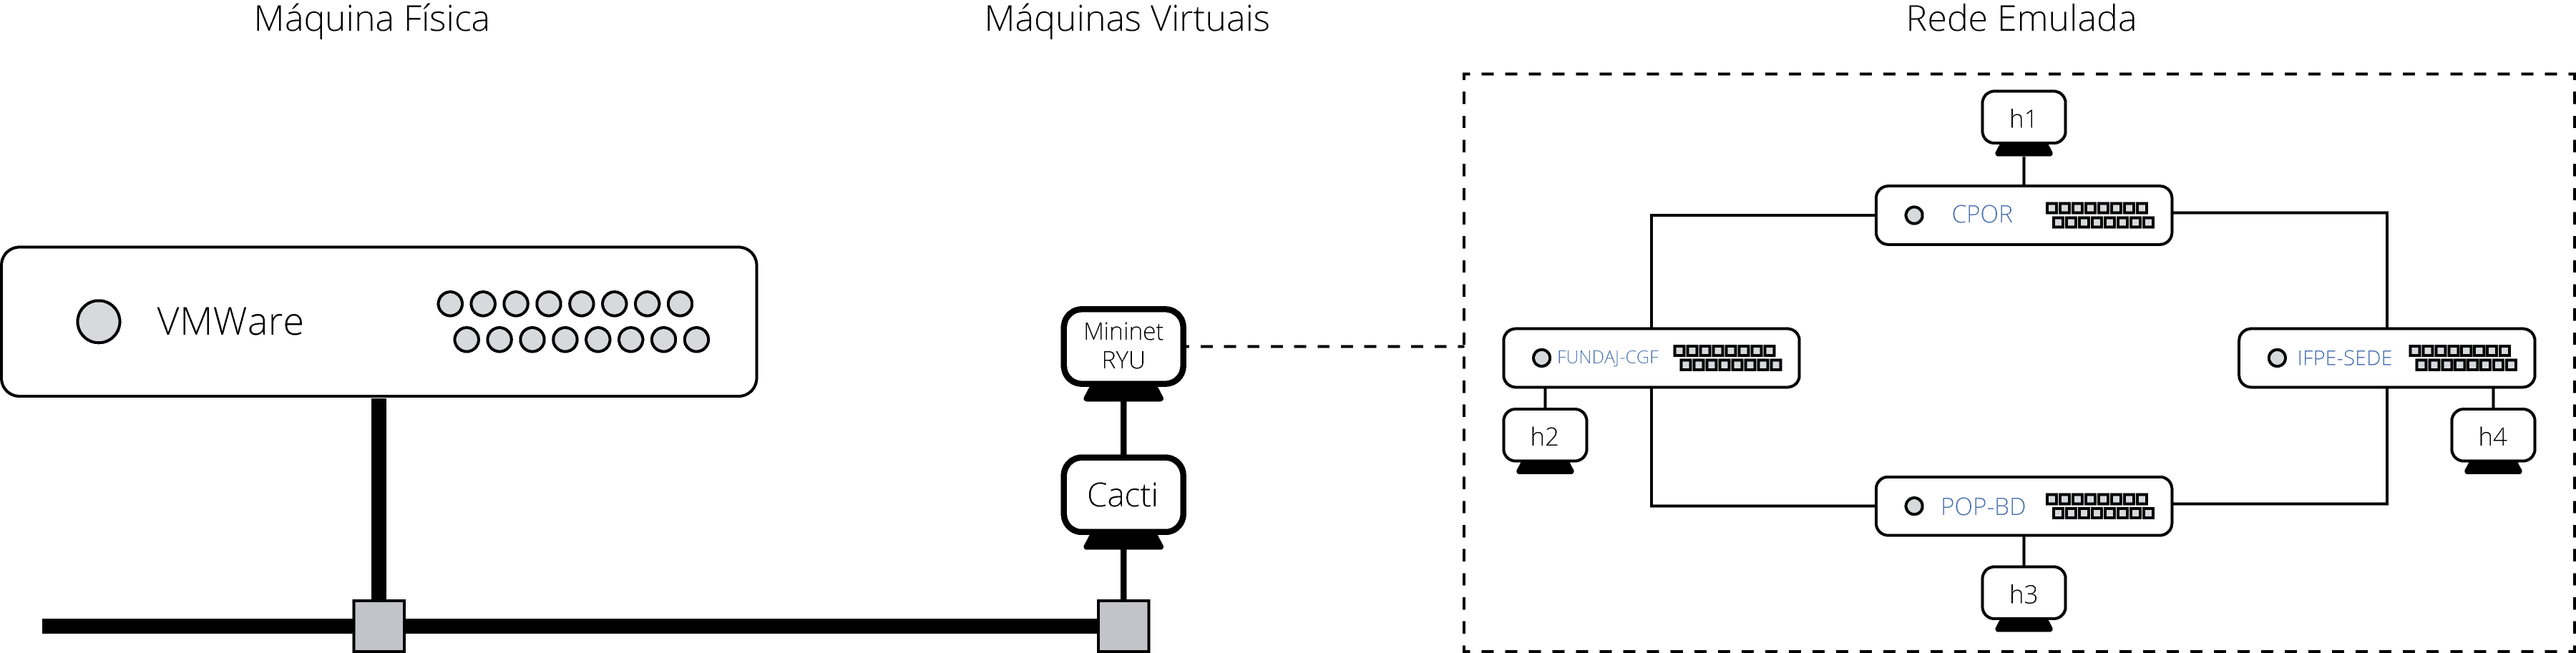 Máquina Física
Máquinas Virtuais
Rede Emulada
VMWare
Mininet
RYU
Cacti
h1
CPOR
FUNDAJ-CGF
IFPE-SEDE
h2
h4
POP-BD
h3